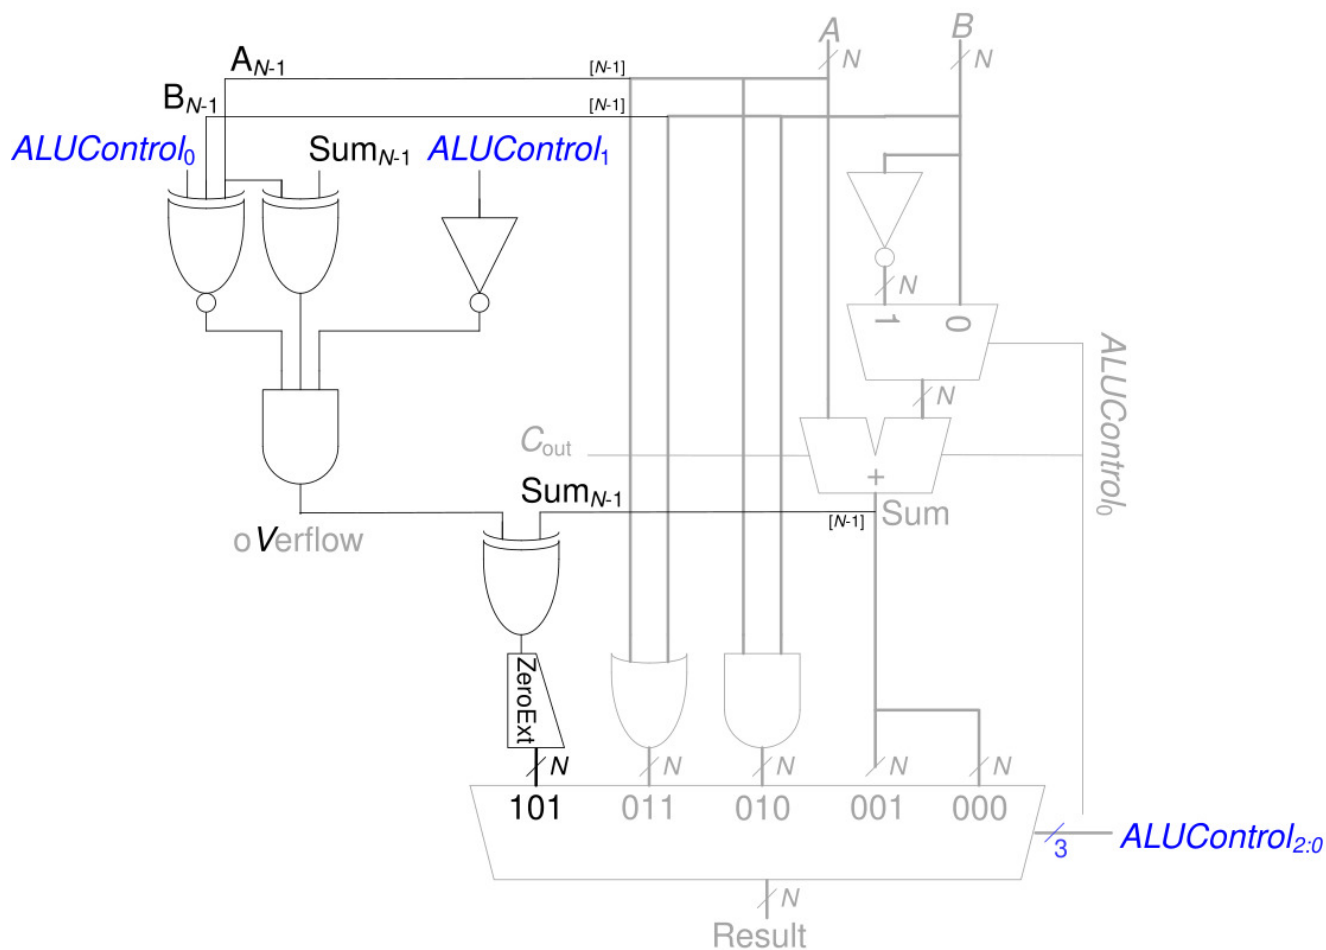 A B
N N
A_{N-1} [N-1]
B_{N-1} [N-1]
ALUControl_0 Sum_{N-1} ALUControl_1
N
1 0
ALUControl_0
N
C_out
+
Sum_{N-1} [N-1] Sum
oVerflow
ZeroExt
N N N N N
101 011 010 001 000
3 ALUControl_{2:0}
N
Result